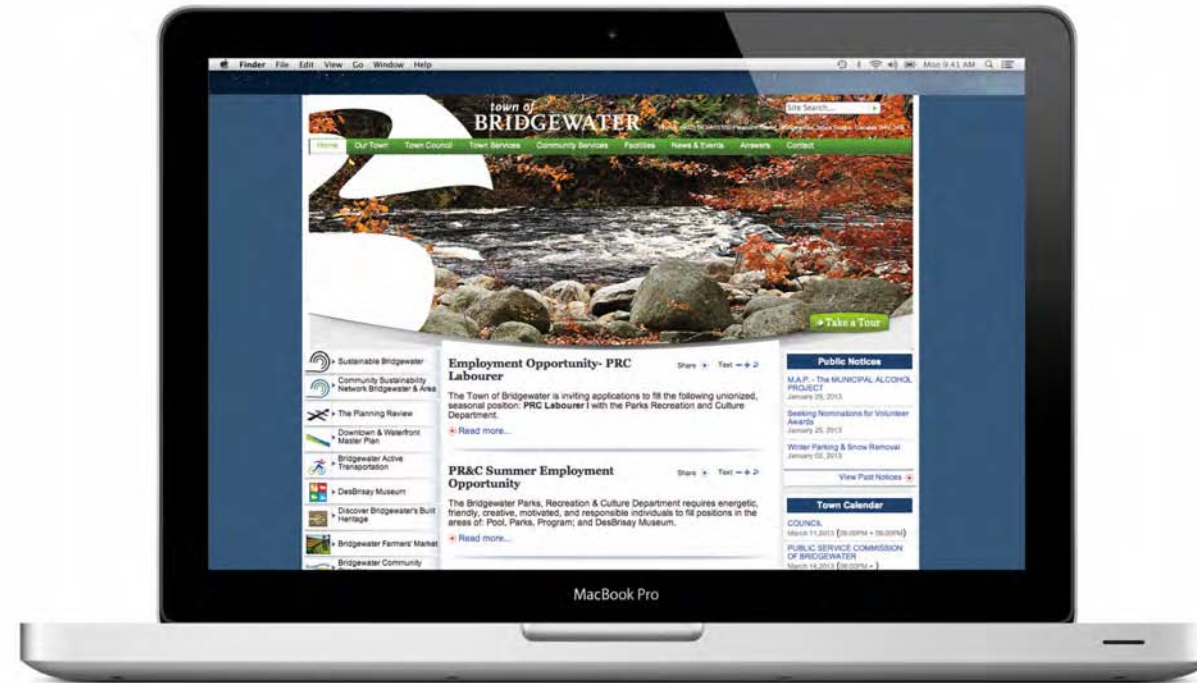 Finder File Edit View Go Window Help
Mon 9:41 AM
town of
BRIDGEWATER
Site Search...
Home Our Town Town Council Town Services Community Services Facilities News & Events Answers Contact
Take a Tour
Sustainable Bridgewater
Community Sustainability
Network Bridgewater & Area
The Planning Review
Downtown & Waterfront
Master Plan
Bridgewater Active
Transportation
DesBrisay Museum
Discover Bridgewater's Built
Heritage
Bridgewater Farmers' Market
Bridgewater Community
Employment Opportunity- PRC
Labourer
Share Text
The Town of Bridgewater is inviting applications to fill the following unionized,
seasonal position: PRC Labourer I with the Parks Recreation and Culture
Department.
Read more...
PR&C Summer Employment
Opportunity
Share Text
The Bridgewater Parks, Recreation & Culture Department requires energetic,
friendly, creative, motivated, and responsible individuals to fill positions in the
areas of: Pool, Parks, Program; and DesBrisay Museum.
Read more...
Public Notices
M.A.P. - The MUNICIPAL ALCOHOL
PROJECT
January 29, 2013
Seeking Nominations for Volunteer
Awards
January 25, 2013
Winter Parking & Snow Removal
January 02, 2013
View Past Notices
Town Calendar
COUNCIL
March 11, 2013 (06:00PM - 09:00PM)
PUBLIC SERVICE COMMISSION
OF BRIDGEWATER
March 14, 2013 (06:00PM - )
MacBook Pro